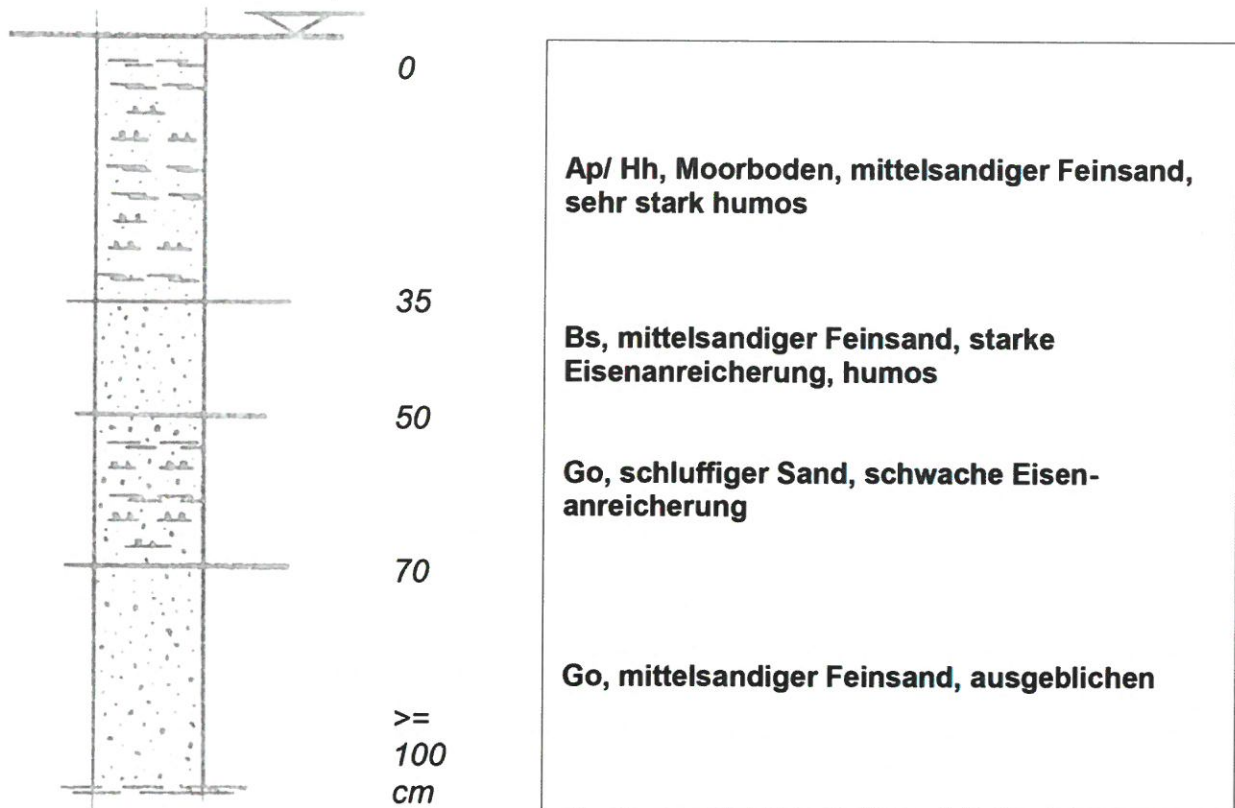 0
Ap/ Hh, Moorboden, mittelsandiger Feinsand,
sehr stark humos
35
Bs, mittelsandiger Feinsand, starke
Eisenanreicherung, humos
50
Go, schluffiger Sand, schwache Eisen-
anreicherung
70
Go, mittelsandiger Feinsand, ausgeblichen
>=
100
cm